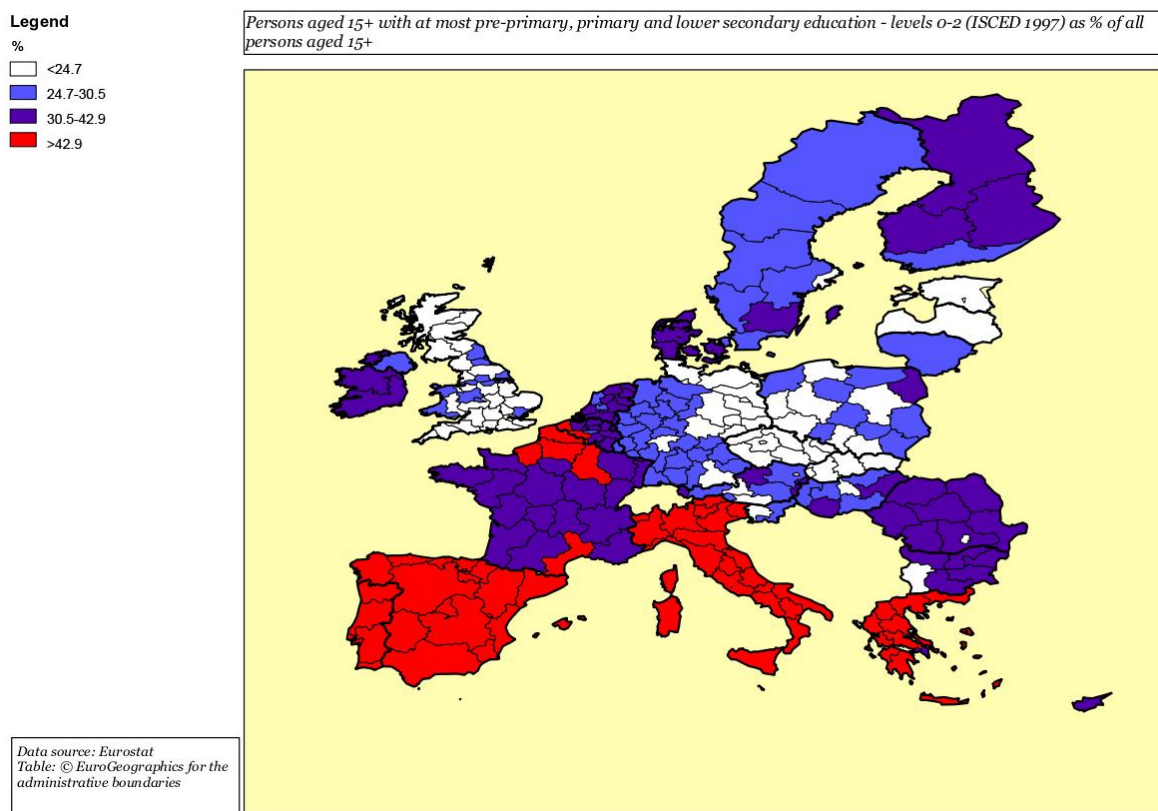 Legend
%
<24.7
24.7-30.5
30.5-42.9
>42.9
Persons aged 15+ with at most pre-primary, primary and lower secondary education - levels 0-2 (ISCED 1997) as % of all
persons aged 15+
Data source: Eurostat
Table: © EuroGeographics for the
administrative boundaries